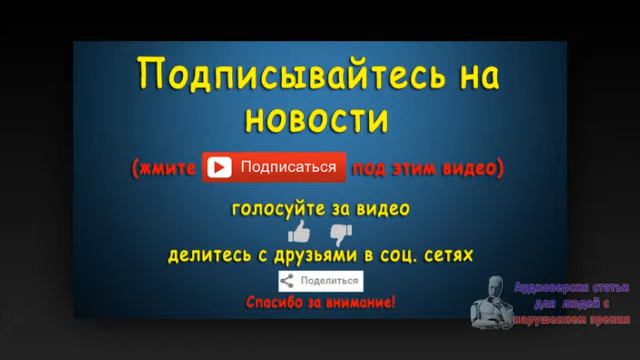 Подписывайтесь на
новости
(жмите Подписаться под этим видео)
голосуйте за видео
делитесь с друзьями в соц. сетях
Поделиться
Спасибо за внимание!
Аудиоверсия статьи
для людей с
нарушением зрения